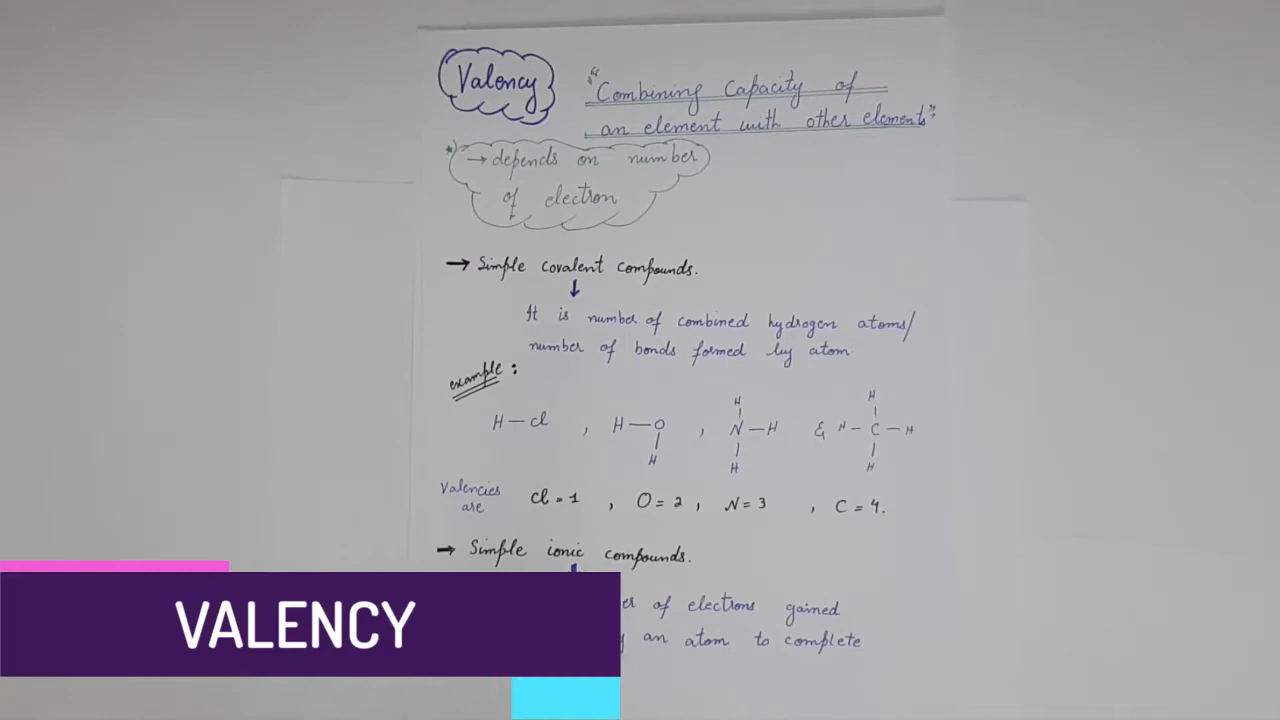 Valency
"Combining Capacity of
an element with other elements"
*) → depends on number
of electron
→ Simple covalent compounds.
↓
It is number of combined hydrogen atoms/
number of bonds formed by atom.
example :
H
H
H — Cl , H — O , N — H & H — C — H
H
H
H
Valencies
are
Cl = 1 , O = 2 , N = 3 , C = 4.
→ Simple ionic compounds.
er of electrons gained
y an atom to complete
VALENCY